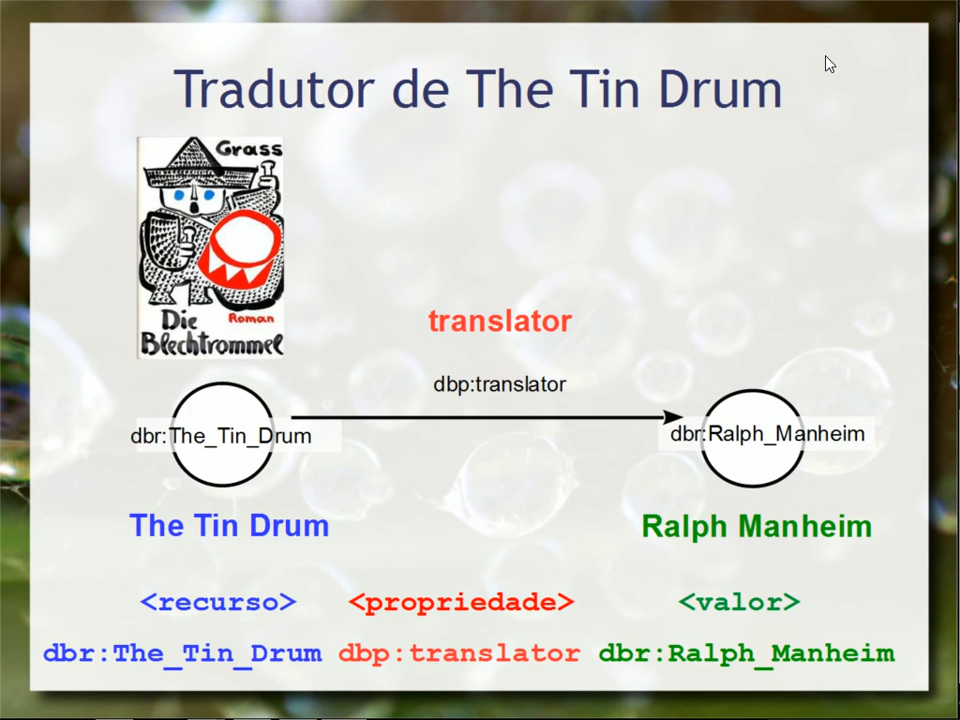 Tradutor de The Tin Drum
Grass
Die
Roman
Blechtrommel
translator
dbp:translator
dbr:The_Tin_Drum
dbr:Ralph_Manheim
The Tin Drum
Ralph Manheim
<recurso> <propriedade> <valor>
dbr:The_Tin_Drum dbp:translator dbr:Ralph_Manheim